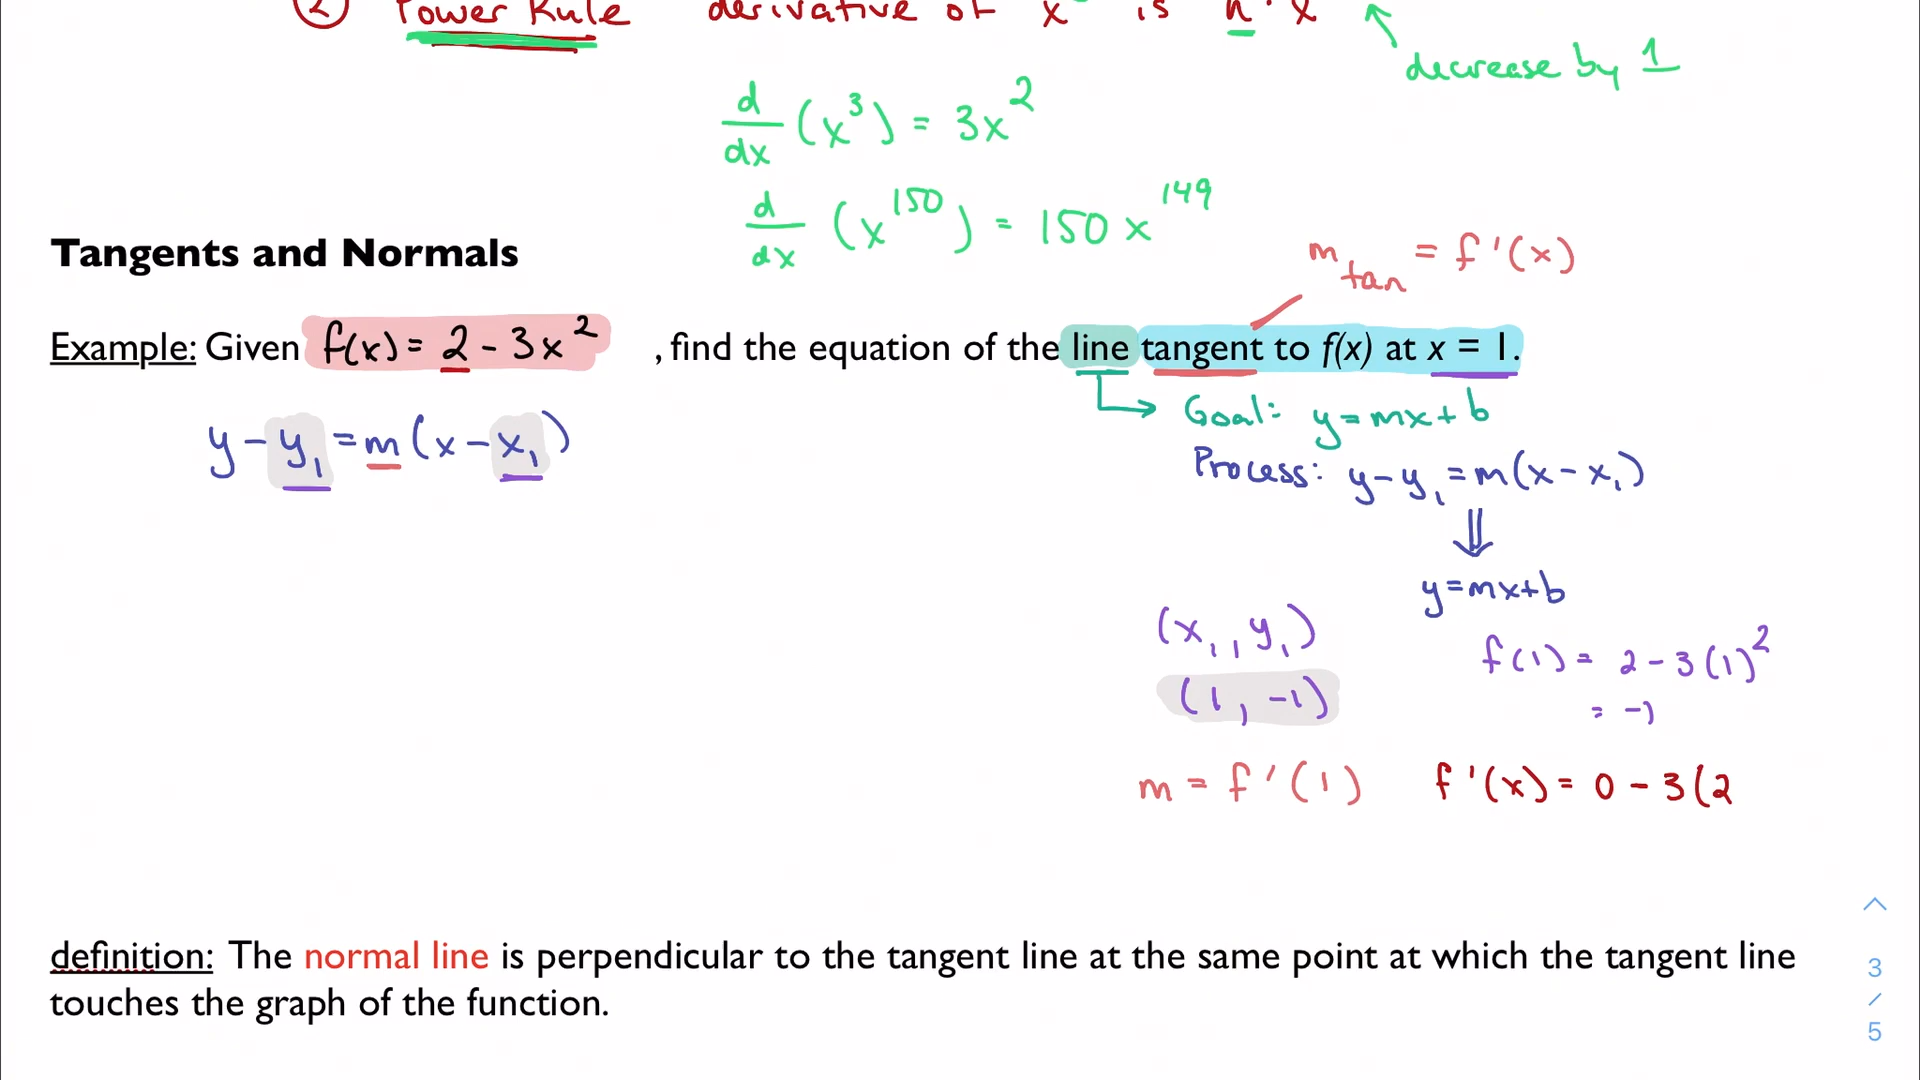 ② Power Rule derivative of x is n · x
decrease by 1
d/dx (x³) = 3x²
d/dx (x¹⁵⁰) = 150x¹⁴⁹
Tangents and Normals
m tan = f'(x)
Example: Given f(x) = 2 - 3x² , find the equation of the line tangent to f(x) at x = 1.
Goal: y = mx + b
y - y₁ = m(x - x₁)
Process: y - y₁ = m(x - x₁)
⇓
y = mx + b
(x₁, y₁)
f(1) = 2 - 3(1)²
(1, -1)
= -1
m = f'(1) f'(x) = 0 - 3(2
definition: The normal line is perpendicular to the tangent line at the same point at which the tangent line
touches the graph of the function.
3
/
5